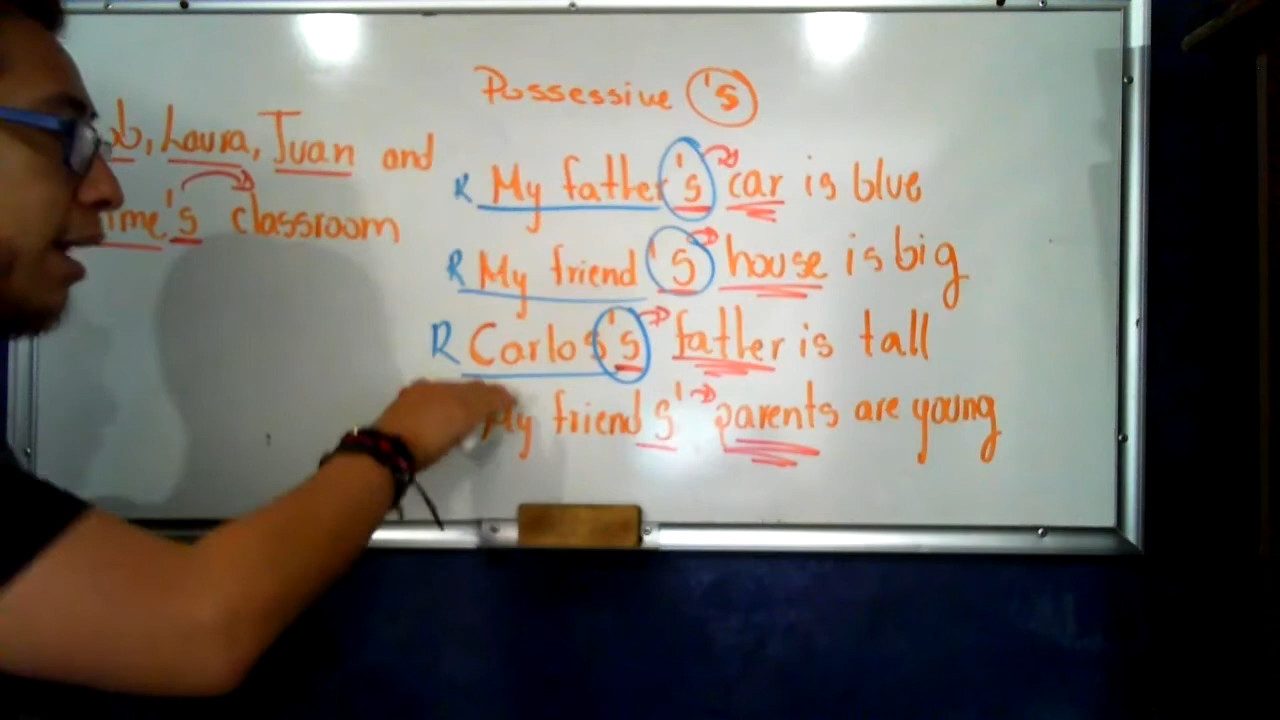 Possessive 's
Laura, Juan and
's classroom
R My father's car is blue
R My friend's house is big
R Carlos's father is tall
My friends' parents are young